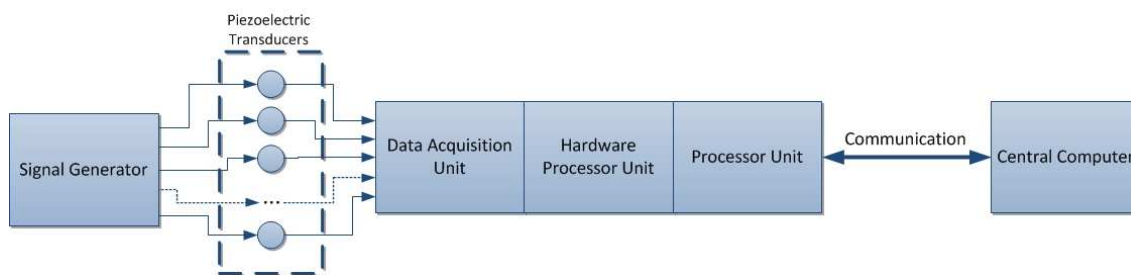 Piezoelectric
Transducers
Signal Generator
...
Data Acquisition
Unit
Hardware
Processor Unit
Processor Unit
Communication
Central Computer